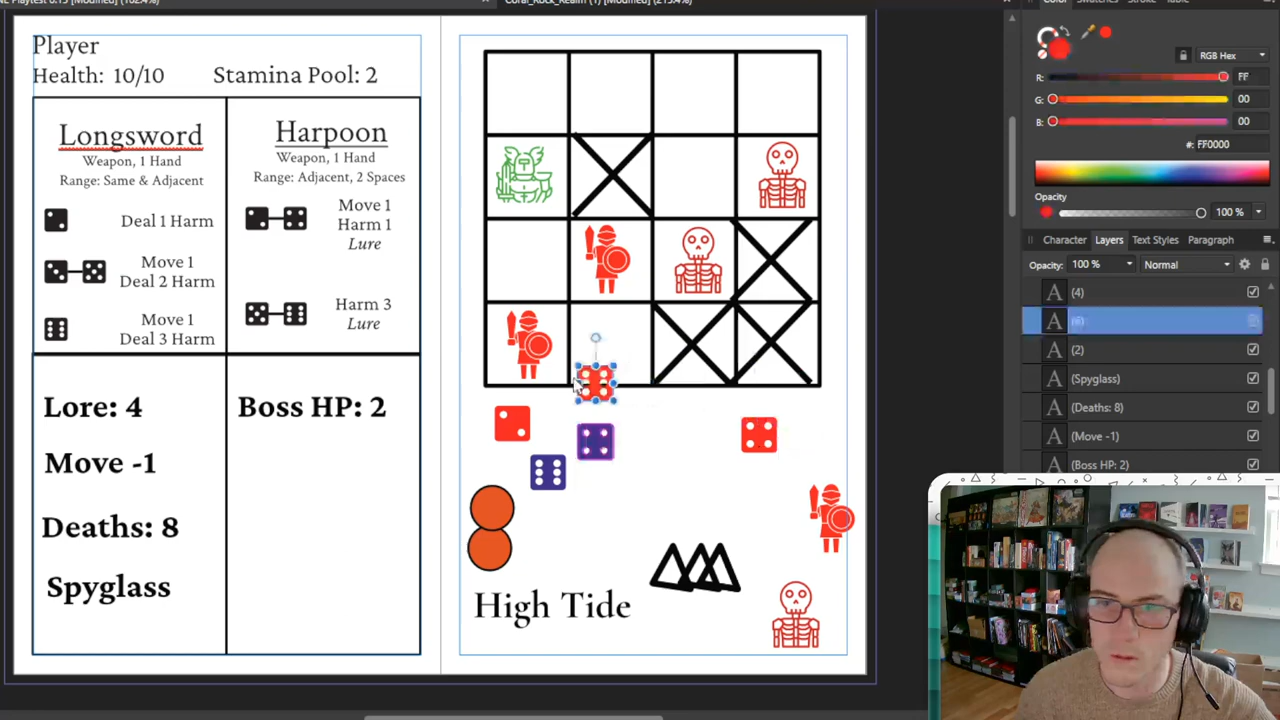 Player
Health: 10/10
Stamina Pool: 2
Longsword
Weapon, 1 Hand
Range: Same & Adjacent
Deal 1 Harm
Move 1
Deal 2 Harm
Move 1
Deal 3 Harm
Harpoon
Weapon, 1 Hand
Range: Adjacent, 2 Spaces
Move 1
Harm 1
Lure
Harm 3
Lure
Lore: 4
Move -1
Deaths: 8
Spyglass
Boss HP: 2
High Tide
RGB Hex
R:
FF
G:
00
B:
00
#: FF0000
Opacity
100 %
Character
Layers
Text Styles
Paragraph
Opacity: 100 %
Normal
A (4)
A (6)
A (2)
A (Spyglass)
A (Deaths: 8)
A (Move -1)
A (Boss HP: 2)